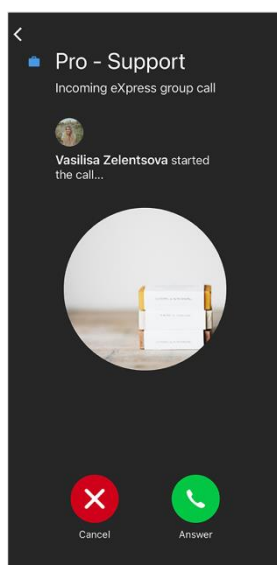 Pro - Support
Incoming eXpress group call
Vasilisa Zelentsova started
the call...
Cancel
Answer